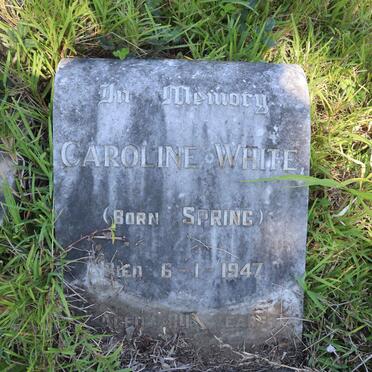 In Memory
CAROLINE WHITE
(BORN SPRING)
DIED 6-1-1947